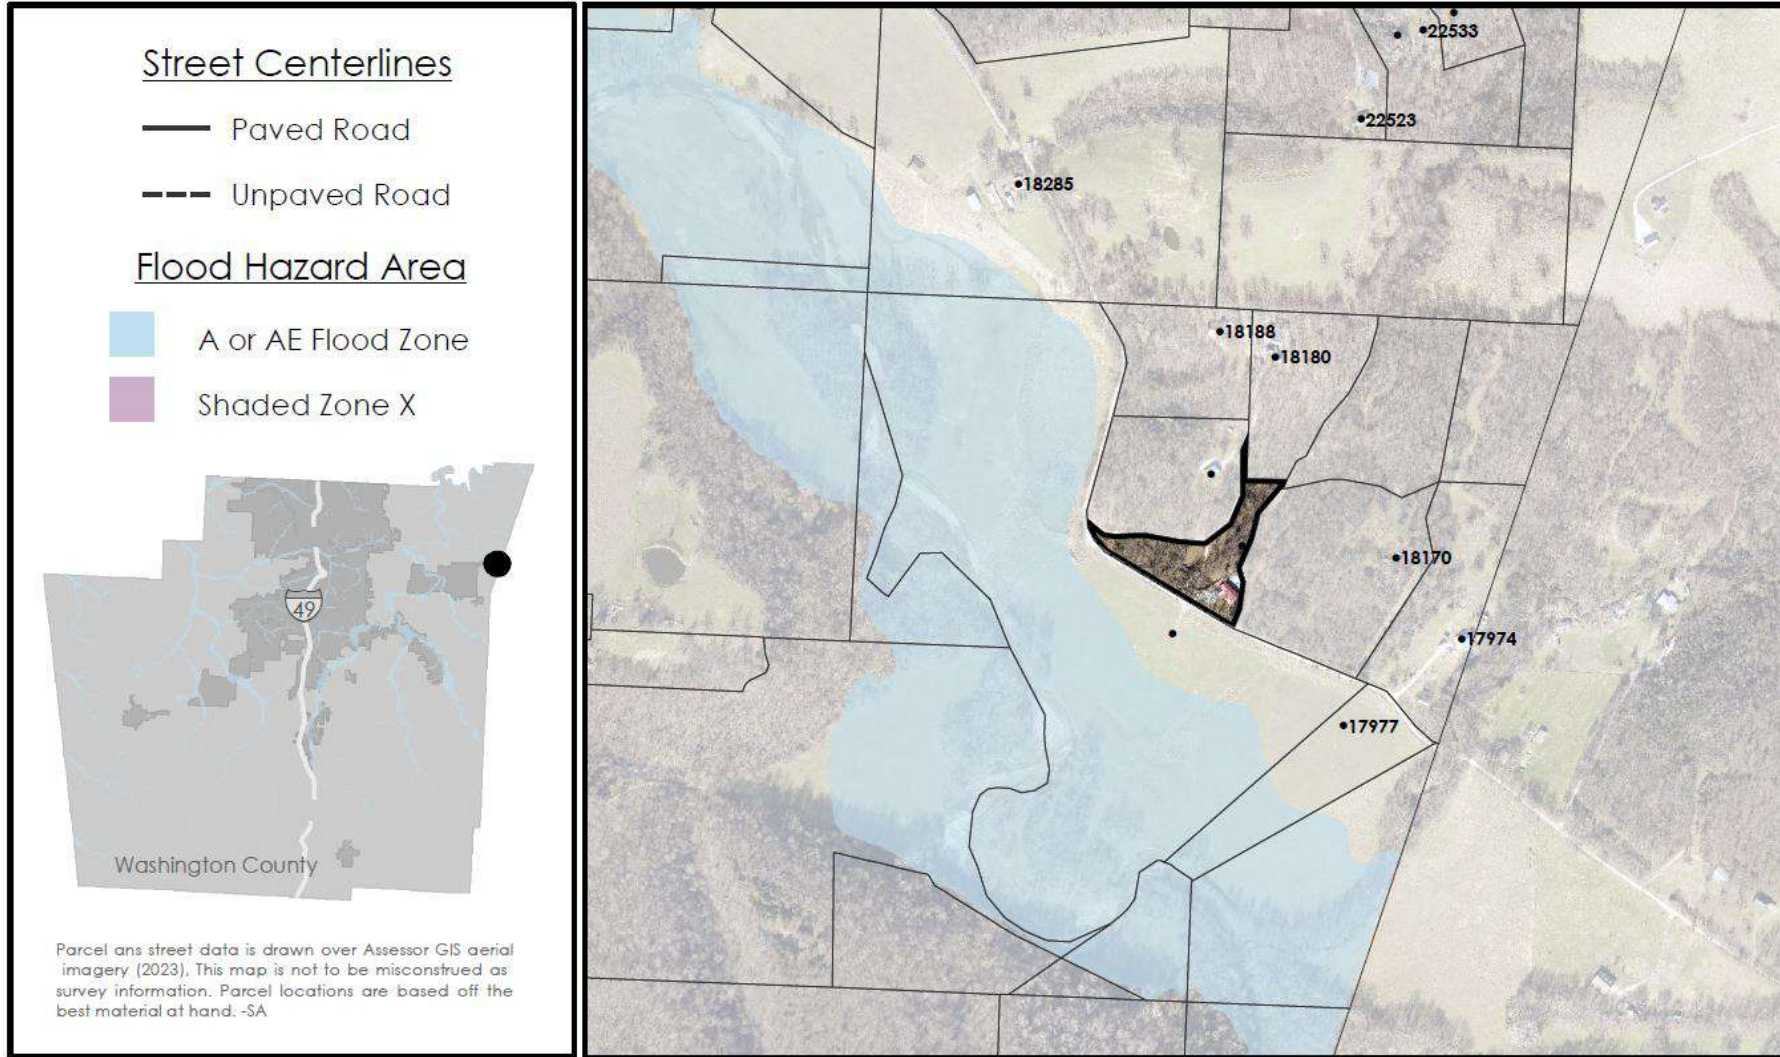 Street Centerlines
Paved Road
Unpaved Road
Flood Hazard Area
A or AE Flood Zone
Shaded Zone X
49
Washington County
Parcel ans street data is drawn over Assessor GIS aerial
imagery (2023), This map is not to be misconstrued as
survey information. Parcel locations are based off the
best material at hand. -SA
22533
22523
18285
18188
18180
18170
17974
17977